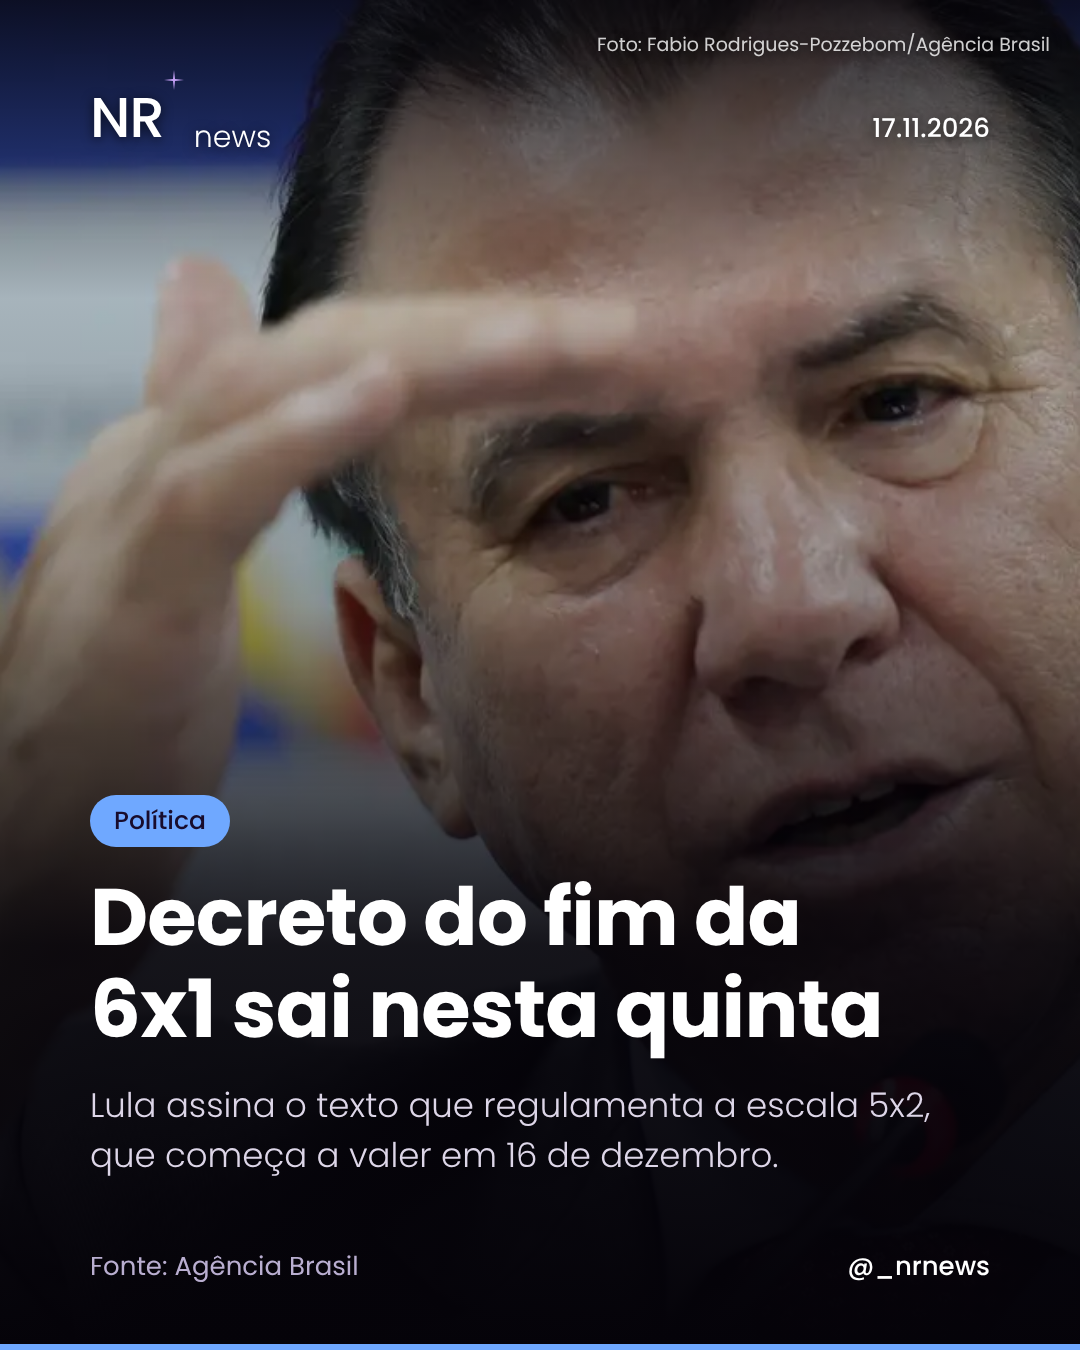 Foto: Fabio Rodrigues-Pozzebom/Agência Brasil
NR news
17.11.2026
Política
Decreto do fim da
6x1 sai nesta quinta
Lula assina o texto que regulamenta a escala 5x2,
que começa a valer em 16 de dezembro.
Fonte: Agência Brasil
@_nrnews